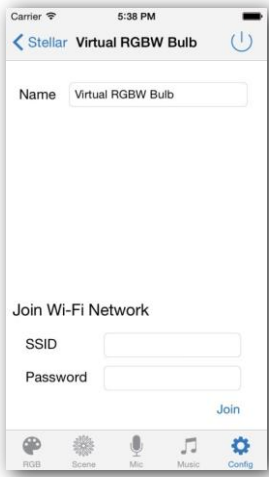 Carrier 5:38 PM
Stellar Virtual RGBW Bulb
Name Virtual RGBW Bulb
Join Wi-Fi Network
SSID
Password
Join
RGB Scene Mic Music Config